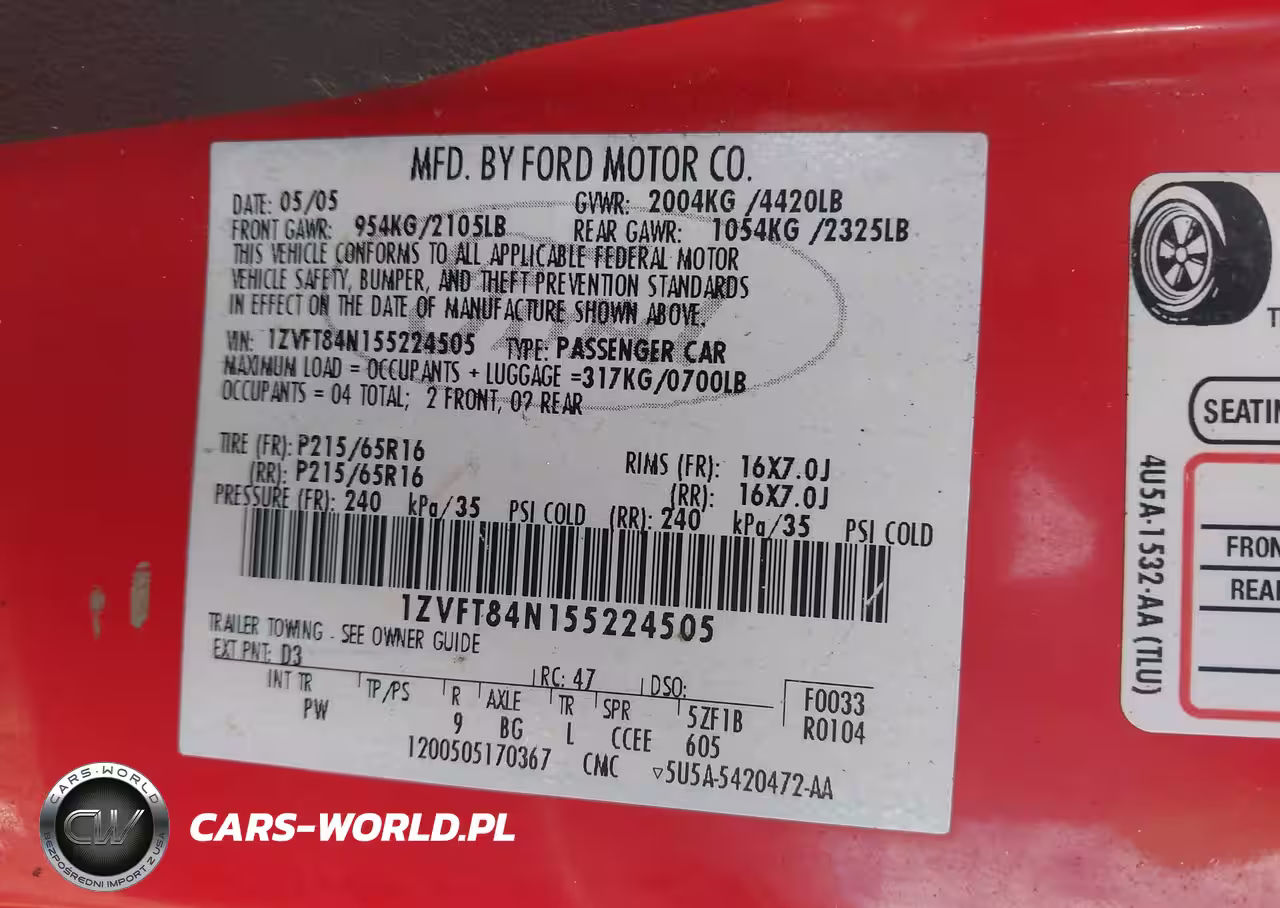 MFD. BY FORD MOTOR CO.
DATE: 05/05 GVWR: 2004KG /4420LB
FRONT GAWR: 954KG/2105LB REAR GAWR: 1054KG /2325LB
THIS VEHICLE CONFORMS TO ALL APPLICABLE FEDERAL MOTOR
VEHICLE SAFETY, BUMPER, AND THEFT PREVENTION STANDARDS
IN EFFECT ON THE DATE OF MANUFACTURE SHOWN ABOVE.
VIN: 1ZVFT84N155224505 TYPE: PASSENGER CAR
MAXIMUM LOAD = OCCUPANTS + LUGGAGE =317KG/0700LB
OCCUPANTS = 04 TOTAL; 2 FRONT, 02 REAR
TIRE (FR): P215/65R16 RIMS (FR): 16X7.0J
(RR): P215/65R16 (RR): 16X7.0J
PRESSURE (FR): 240 kPa/35 PSI COLD (RR): 240 kPa/35 PSI COLD
1ZVFT84N155224505
TRAILER TOWING - SEE OWNER GUIDE
EXT PNT: D3 RC: 47 DSO: F0033
INT TR TP/PS R AXLE TR SPR 5ZF1B R0104
PW 9 BG L CCEE 605
1200505170367 CMC ▽5U5A-5420472-AA
SEATIN
FRON
REA
4U5A-1532-AA (TLU)
CARS-WORLD
CW
BEZPOŚREDNI IMPORT Z USA
CARS-WORLD.PL